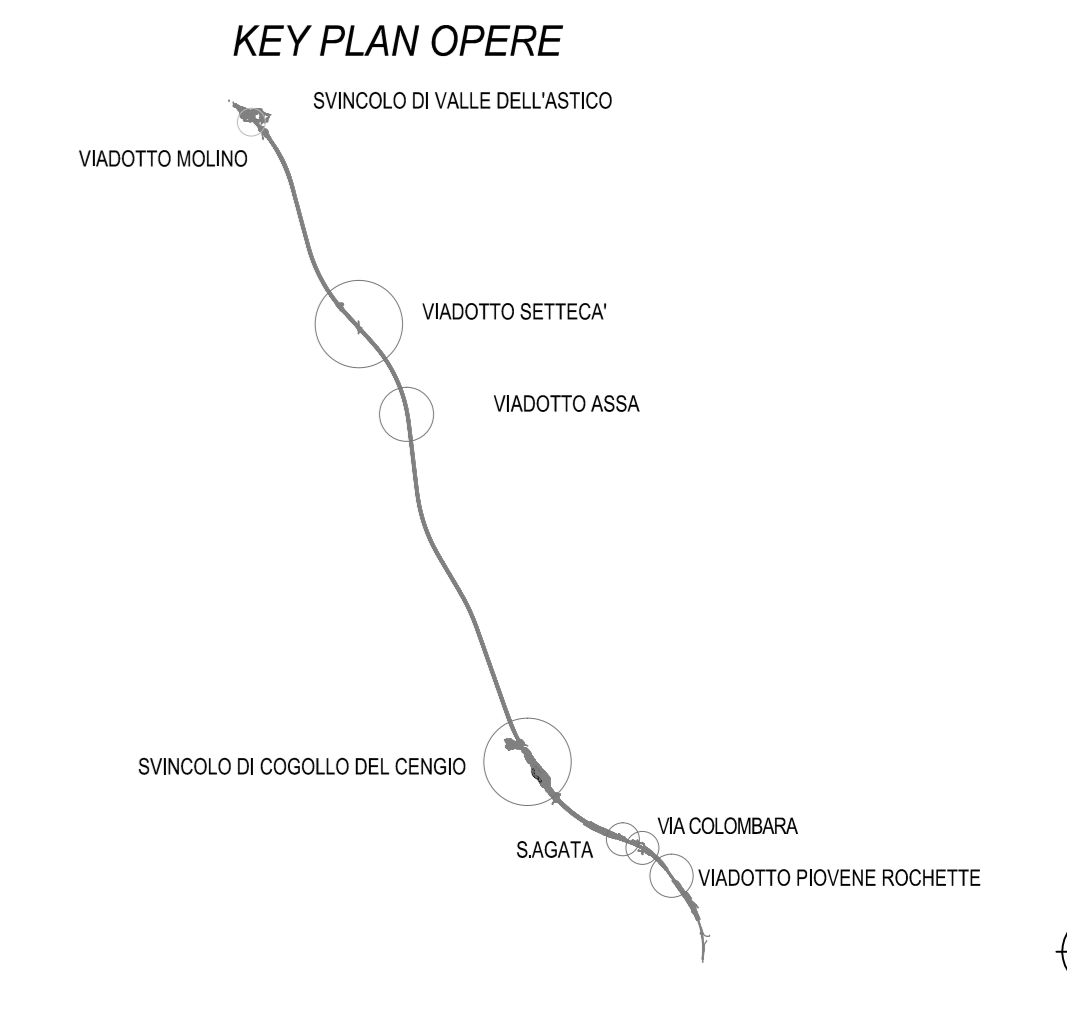 KEY PLAN OPERE
SVINCOLO DI VALLE DELL'ASTICO
VIADOTTO MOLINO
VIADOTTO SETTECA'
VIADOTTO ASSA
SVINCOLO DI COGOLLO DEL CENGIO
VIA COLOMBARA
S.AGATA
VIADOTTO PIOVENE ROCHETTE